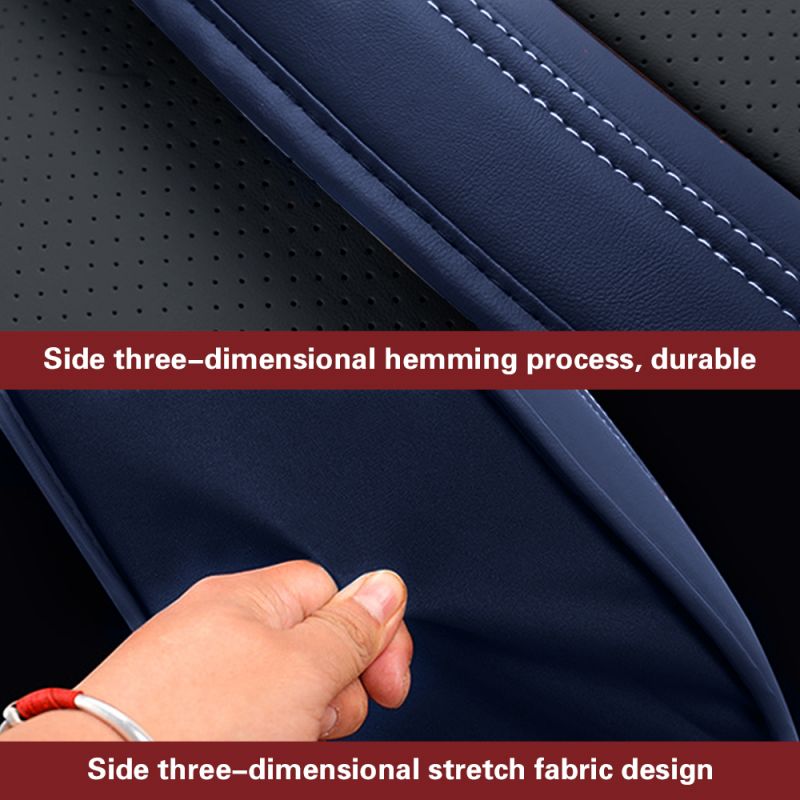 Side three-dimensional hemming process, durable
Side three-dimensional stretch fabric design